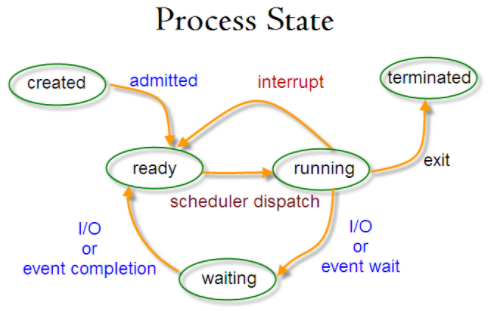 Process State
created
admitted
interrupt
terminated
ready
running
exit
scheduler dispatch
I/O
or
event completion
waiting
I/O
or
event wait